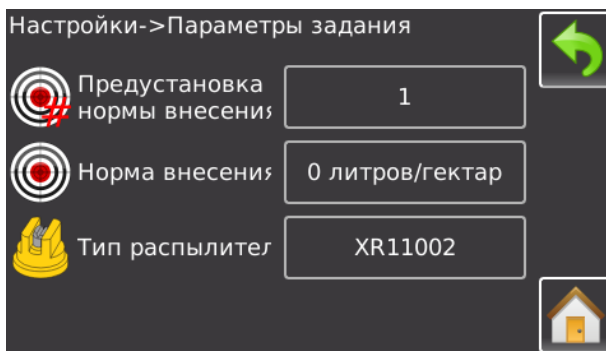 Настройки->Параметры задания
Предустановка
нормы внесения
1
Норма внесения
0 литров/гектар
Тип распылител
XR11002